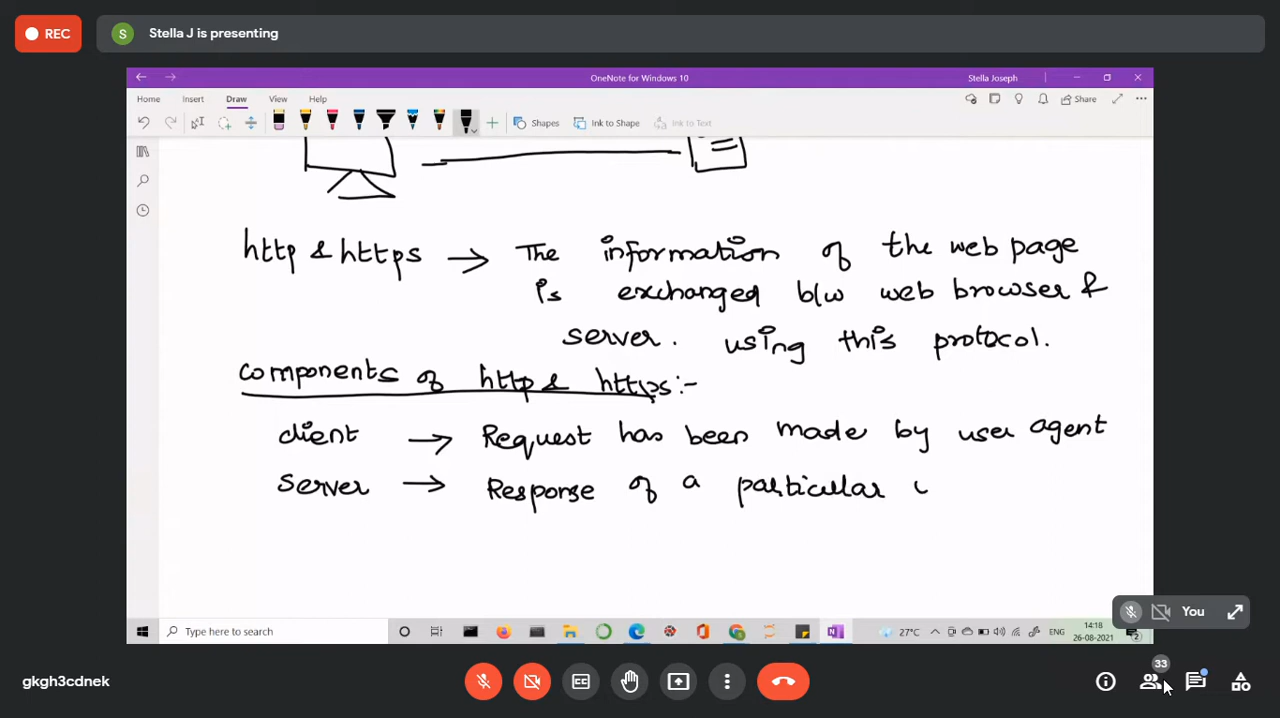 REC
S
Stella J is presenting
OneNote for Windows 10
Stella Joseph
Home Insert Draw View Help
Share
Shapes
Ink to Shape
Ink to Text
http & https → The information of the web page
is exchanged b/w web browser &
server. using this protocol.
components of http & https:-
client → Request has been made by user agent
server → Response of a particular
You
Type here to search
27°C
ENG
14:18
26-08-2021
2
gkgh3cdnek
CC
33